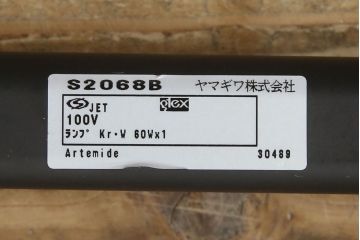 S2068B ヤマギワ株式会社
S JET glex
100V
ランプ Kr・W 60W×1
Artemide 30489